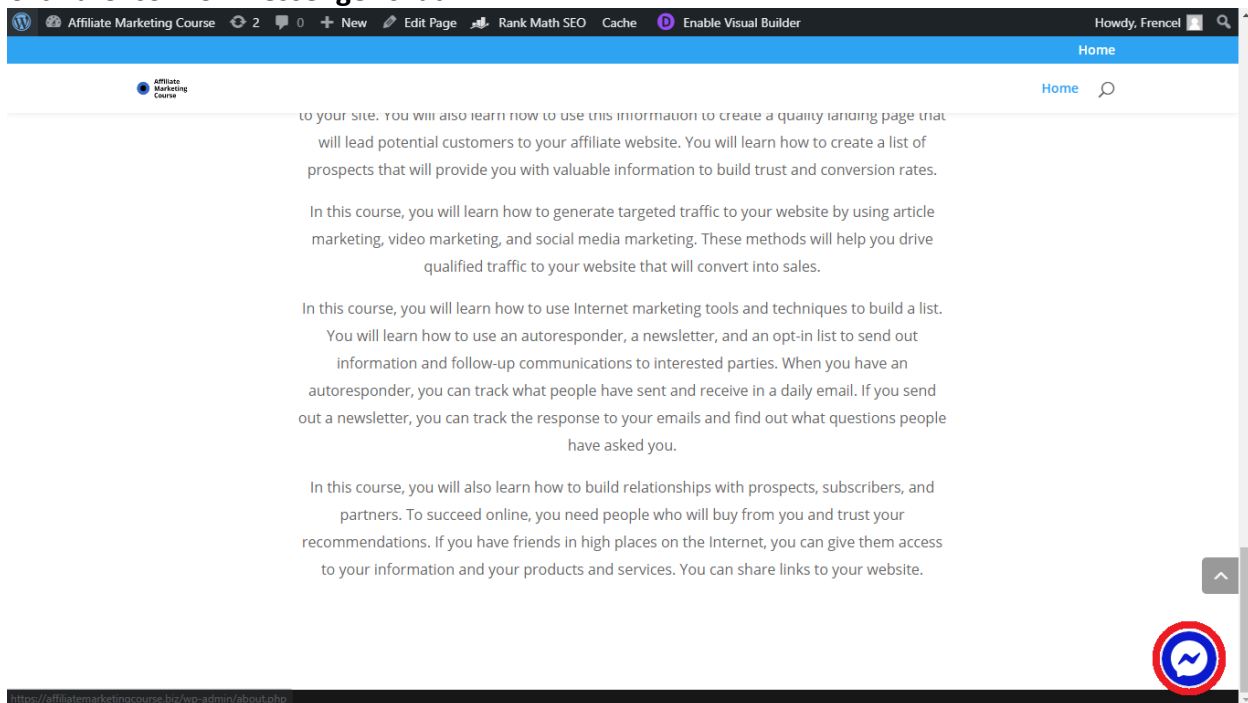 Affiliate Marketing Course 2 0 New Edit Page Rank Math SEO Cache D Enable Visual Builder Howdy, Frencel
Home
Affiliate
Marketing
Course
Home
to your site. You will also learn how to use this information to create a quality landing page that
will lead potential customers to your affiliate website. You will learn how to create a list of
prospects that will provide you with valuable information to build trust and conversion rates.
In this course, you will learn how to generate targeted traffic to your website by using article
marketing, video marketing, and social media marketing. These methods will help you drive
qualified traffic to your website that will convert into sales.
In this course, you will learn how to use Internet marketing tools and techniques to build a list.
You will learn how to use an autoresponder, a newsletter, and an opt-in list to send out
information and follow-up communications to interested parties. When you have an
autoresponder, you can track what people have sent and receive in a daily email. If you send
out a newsletter, you can track the response to your emails and find out what questions people
have asked you.
In this course, you will also learn how to build relationships with prospects, subscribers, and
partners. To succeed online, you need people who will buy from you and trust your
recommendations. If you have friends in high places on the Internet, you can give them access
to your information and your products and services. You can share links to your website.
https://affiliatemarketingcourse.biz/wp-admin/about.php